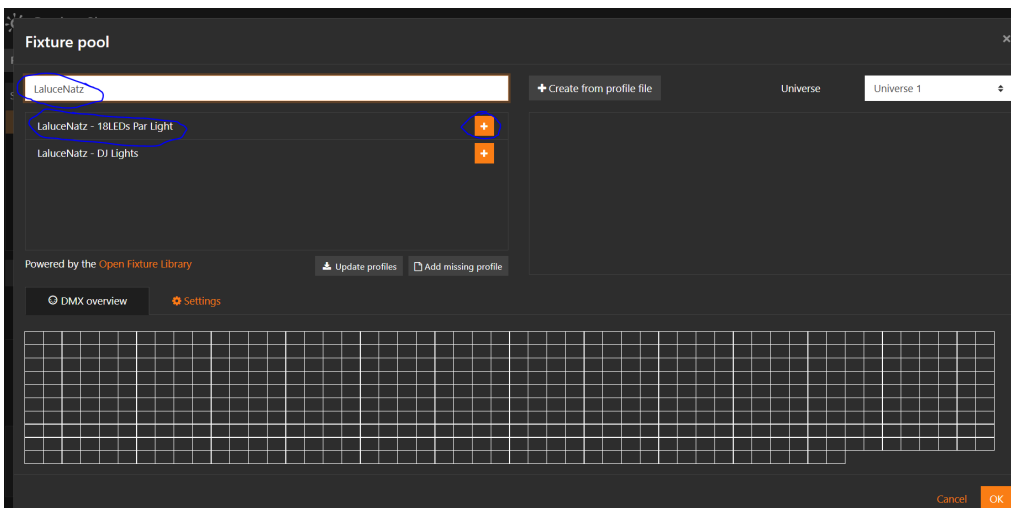 Fixture pool
×
LaluceNatz
+ Create from profile file
Universe
Universe 1
LaluceNatz - 18LEDs Par Light
+
LaluceNatz - DJ Lights
+
Powered by the Open Fixture Library
Update profiles
Add missing profile
DMX overview
Settings
Cancel
OK